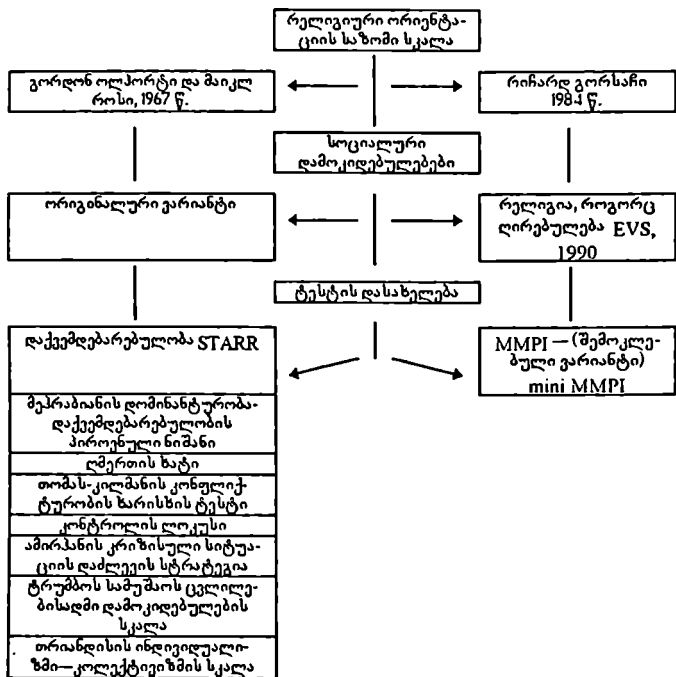 რელიგიური ორიენტა-
ციის საზომი სკალა
გორდონ ოლპორტი და მაიკლ
როსი, 1967 წ.
რიჩარდ გორსაჩი
1984 წ.
სოციალური
დამოკიდებულებები
ორიგინალური ვარიანტი
რელიგია, როგორც
ღირებულება EVS,
1990
ტესტის დასახელება
დაქვემდებარებულობა STARR
MMPI — (შემოკლე-
ბული ვარიანტი)
mini MMPI
მეჰრაბიანის დომინანტურობა-
დაქვემდებარებულობის
პიროვნული ნიშანი
ღმერთის ხატი
თომას-კილმანის კონფლიქ-
ტურობის ხარისხის ტესტი
კონტროლის ლოკუსი
ამირჰანის კრიზისული სიტუა-
ციის დაძლევის სტრატეგია
ტრუმბოს სამუშაოს ცვლილე-
ბისადმი დამოკიდებულების
სკალა
თრიანდისის ინდივიდუალი-
ზმი—კოლექტივიზმის სკალა